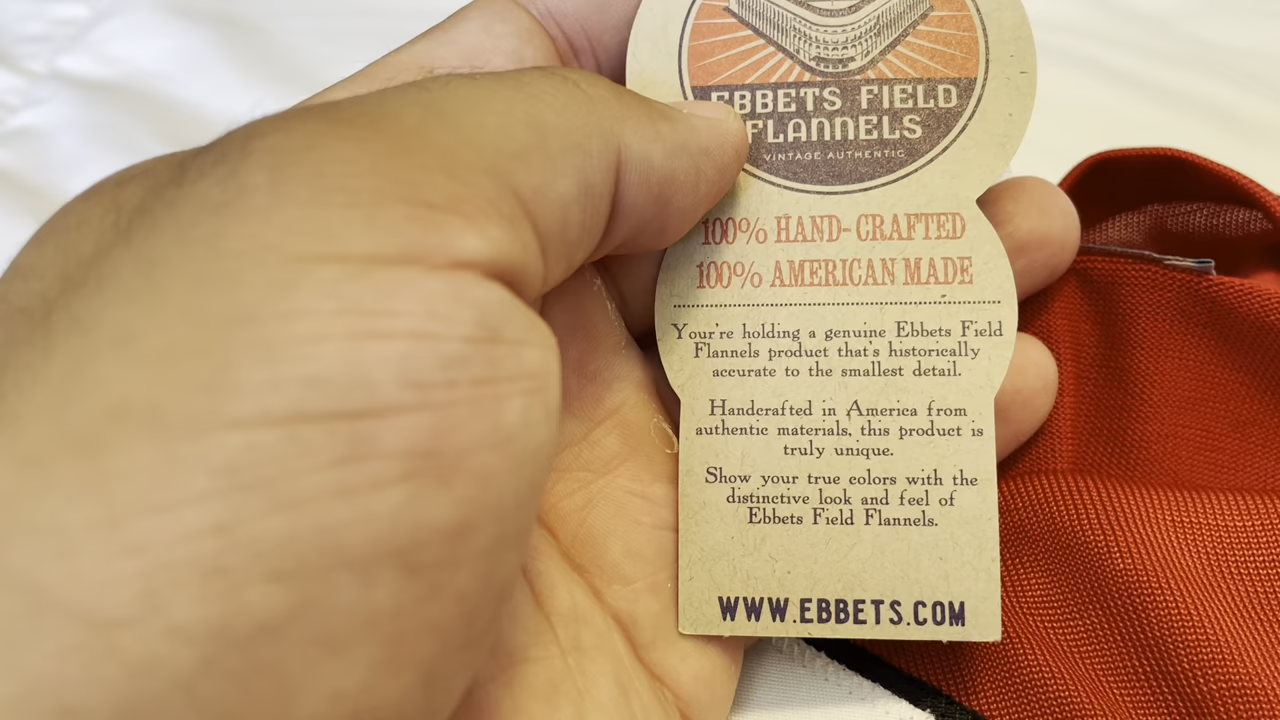 EBBETS FIELD
FLANNELS
VINTAGE AUTHENTIC
100% HAND-CRAFTED
100% AMERICAN MADE
Your're holding a genuine Ebbets Field
Flannels product that's historically
accurate to the smallest detail.
Handcrafted in America from
authentic materials, this product is
truly unique.
Show your true colors with the
distinctive look and feel of
Ebbets Field Flannels.
WWW.EBBETS.COM